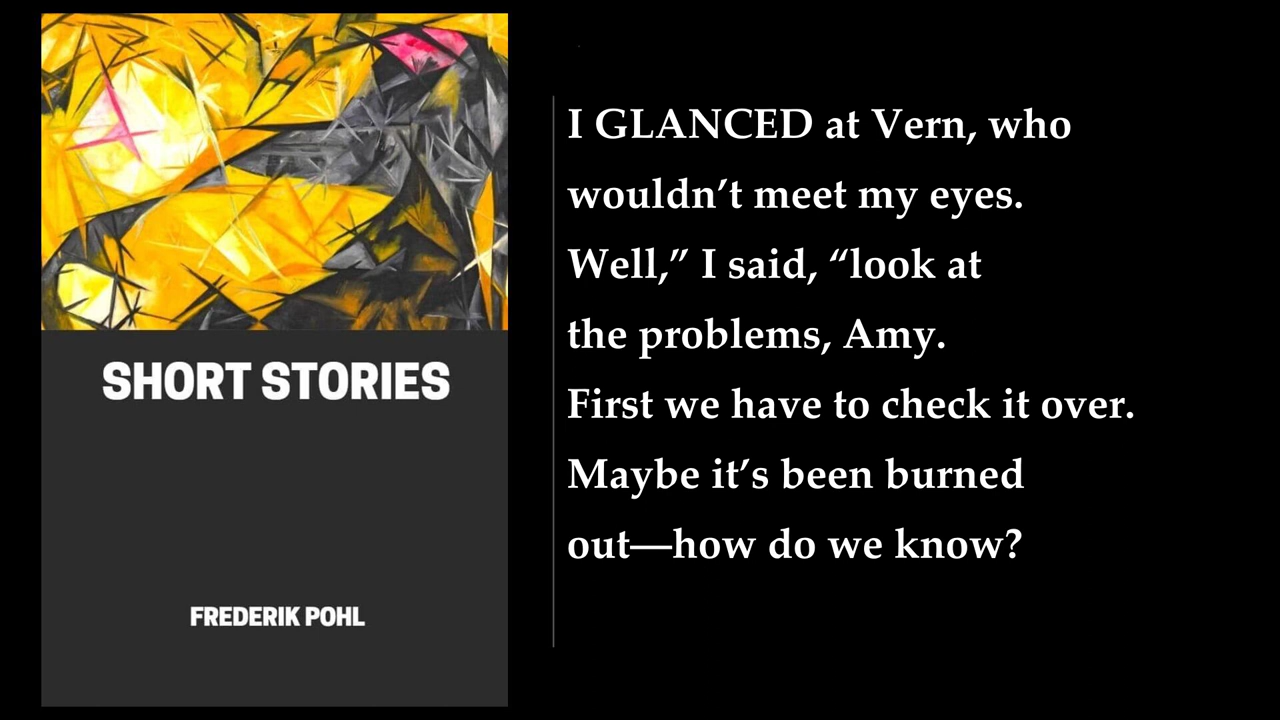 SHORT STORIES
FREDERIK POHL
I GLANCED at Vern, who
wouldn’t meet my eyes.
Well,” I said, “look at
the problems, Amy.
First we have to check it over.
Maybe it’s been burned
out—how do we know?